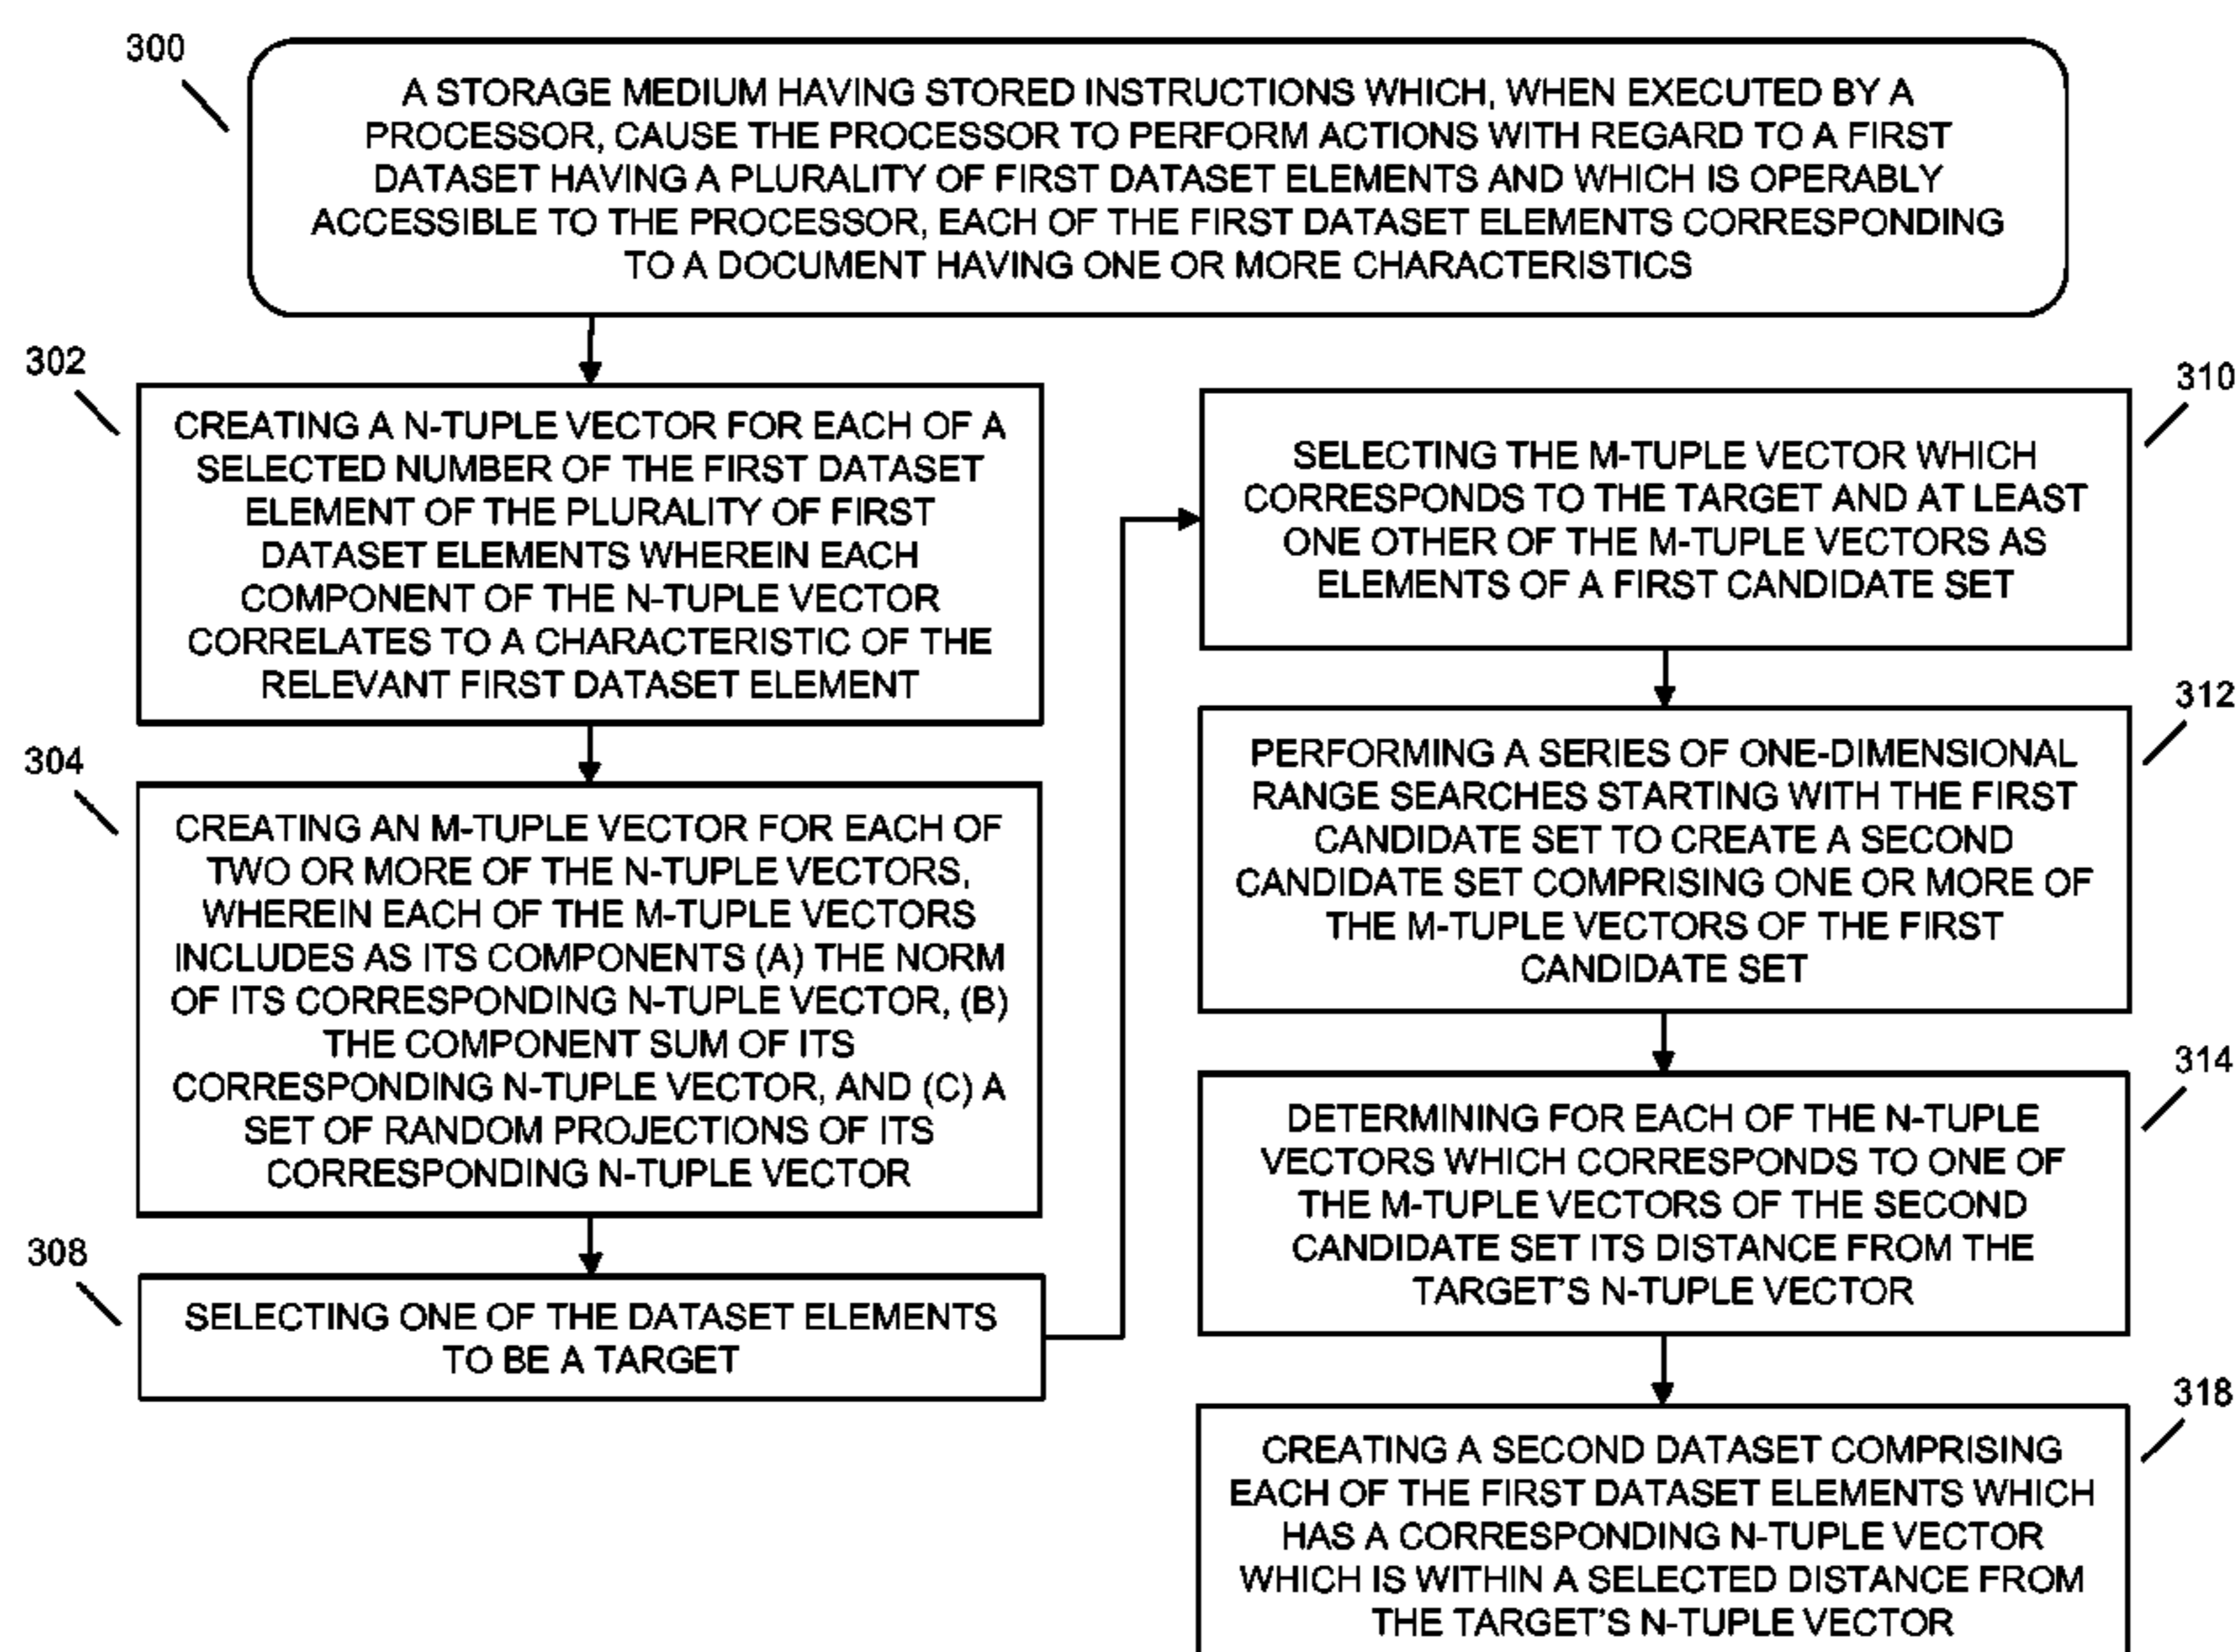 300
A STORAGE MEDIUM HAVING STORED INSTRUCTIONS WHICH, WHEN EXECUTED BY A
PROCESSOR, CAUSE THE PROCESSOR TO PERFORM ACTIONS WITH REGARD TO A FIRST
DATASET HAVING A PLURALITY OF FIRST DATASET ELEMENTS AND WHICH IS OPERABLY
ACCESSIBLE TO THE PROCESSOR, EACH OF THE FIRST DATASET ELEMENTS CORRESPONDING
TO A DOCUMENT HAVING ONE OR MORE CHARACTERISTICS
302
CREATING A N-TUPLE VECTOR FOR EACH OF A
SELECTED NUMBER OF THE FIRST DATASET
ELEMENT OF THE PLURALITY OF FIRST
DATASET ELEMENTS WHEREIN EACH
COMPONENT OF THE N-TUPLE VECTOR
CORRELATES TO A CHARACTERISTIC OF THE
RELEVANT FIRST DATASET ELEMENT
304
CREATING AN M-TUPLE VECTOR FOR EACH OF
TWO OR MORE OF THE N-TUPLE VECTORS,
WHEREIN EACH OF THE M-TUPLE VECTORS
INCLUDES AS ITS COMPONENTS (A) THE NORM
OF ITS CORRESPONDING N-TUPLE VECTOR, (B)
THE COMPONENT SUM OF ITS
CORRESPONDING N-TUPLE VECTOR, AND (C) A
SET OF RANDOM PROJECTIONS OF ITS
CORRESPONDING N-TUPLE VECTOR
308
SELECTING ONE OF THE DATASET ELEMENTS
TO BE A TARGET
310
SELECTING THE M-TUPLE VECTOR WHICH
CORRESPONDS TO THE TARGET AND AT LEAST
ONE OTHER OF THE M-TUPLE VECTORS AS
ELEMENTS OF A FIRST CANDIDATE SET
312
PERFORMING A SERIES OF ONE-DIMENSIONAL
RANGE SEARCHES STARTING WITH THE FIRST
CANDIDATE SET TO CREATE A SECOND
CANDIDATE SET COMPRISING ONE OR MORE OF
THE M-TUPLE VECTORS OF THE FIRST
CANDIDATE SET
314
DETERMINING FOR EACH OF THE N-TUPLE
VECTORS WHICH CORRESPONDS TO ONE OF
THE M-TUPLE VECTORS OF THE SECOND
CANDIDATE SET ITS DISTANCE FROM THE
TARGET'S N-TUPLE VECTOR
318
CREATING A SECOND DATASET COMPRISING
EACH OF THE FIRST DATASET ELEMENTS WHICH
HAS A CORRESPONDING N-TUPLE VECTOR
WHICH IS WITHIN A SELECTED DISTANCE FROM
THE TARGET'S N-TUPLE VECTOR